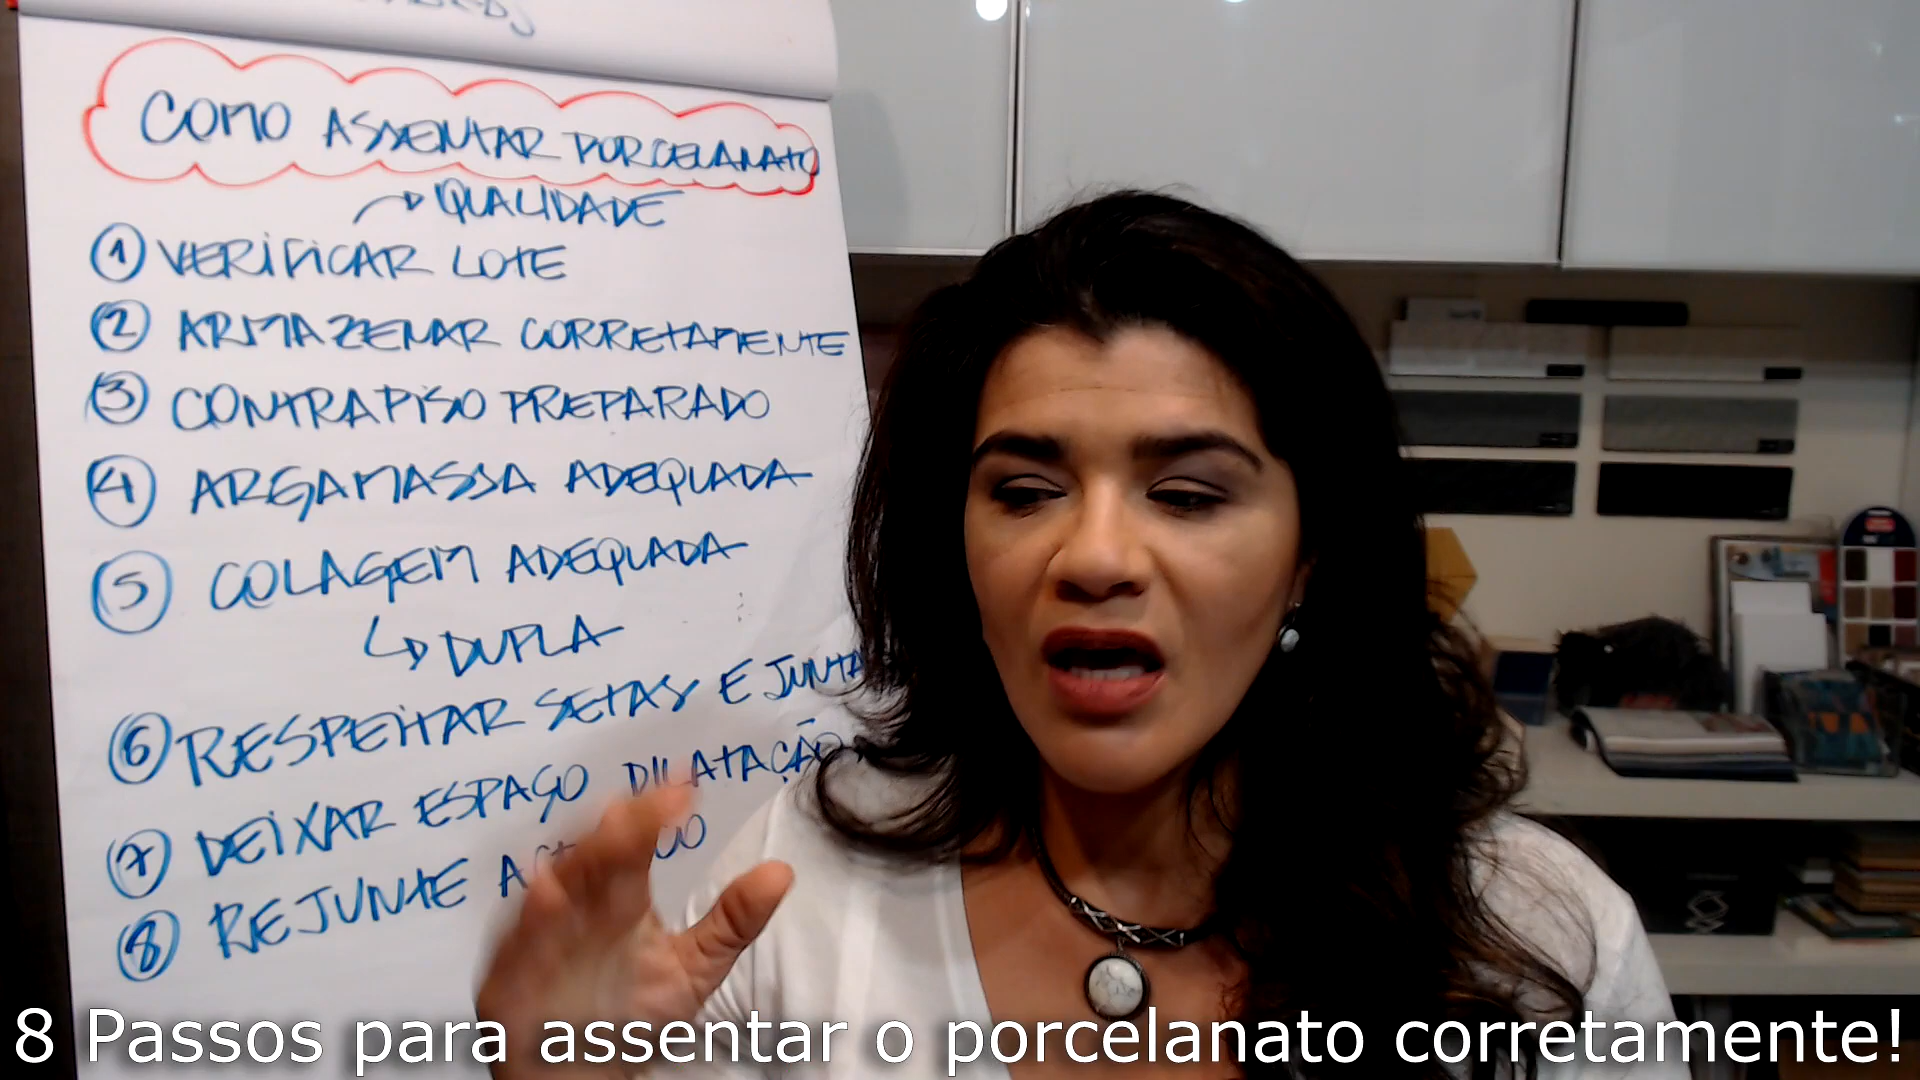 COMO ASSENTAR PORCELANATO
QUALIDADE
1 VERIFICAR LOTE
2 ARMAZENAR CORRETAMENTE
3 CONTRAPISO PREPARADO
4 ARGAMASSA ADEQUADA
5 COLAGEM ADEQUADA
DUPLA
6 RESPEITAR SETAS E JUNTA
7 DEIXAR ESPAÇO DILATAÇÃO
8 REJUNTE
8 Passos para assentar o porcelanato corretamente!